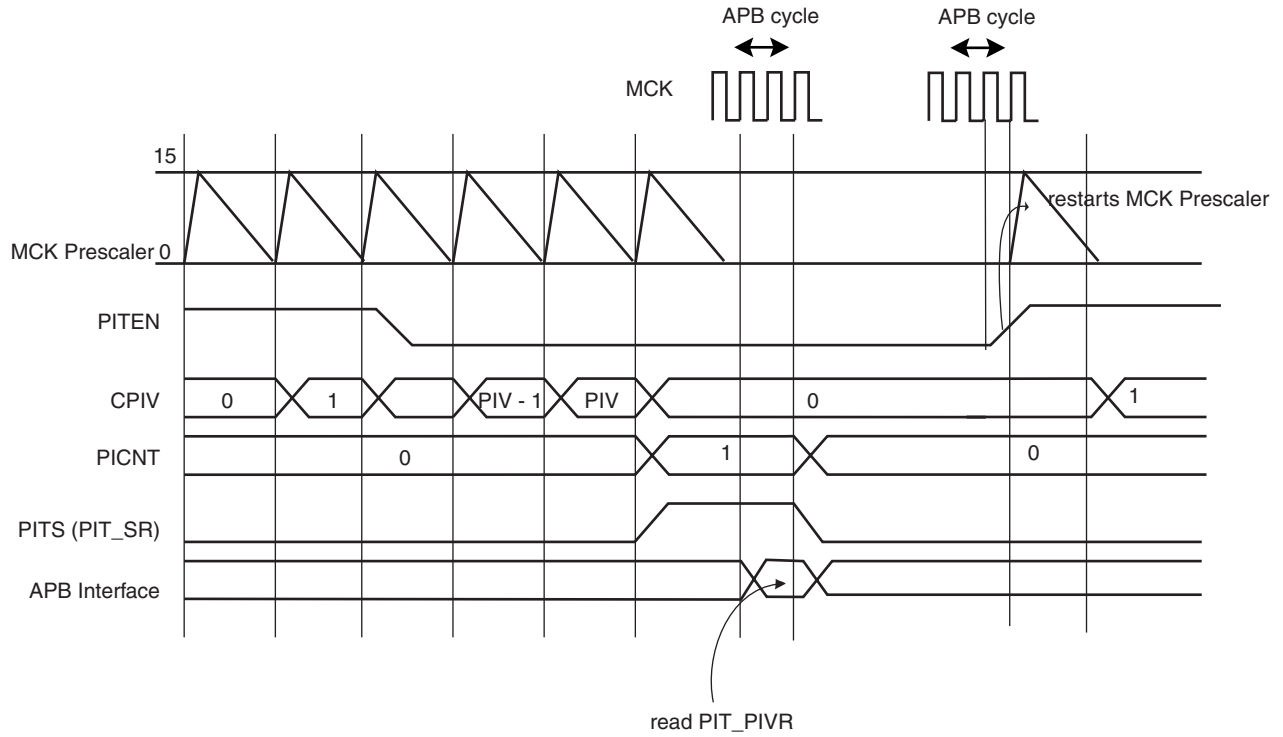 APB cycle
APB cycle
MCK
15
restarts MCK Prescaler
MCK Prescaler 0
PITEN
CPIV
0
1
PIV - 1
PIV
0
1
PICNT
0
1
0
PITS (PIT_SR)
APB Interface
read PIT_PIVR